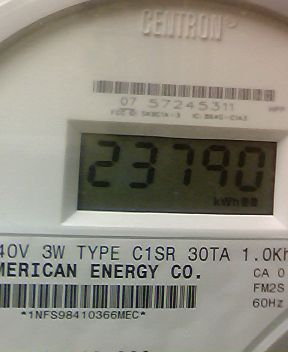 CENTRON
07 57245311
23790
kWh
40V 3W TYPE C1SR 30TA 1.0Kh
MERICAN ENERGY CO.
CA 0
FM2S
60Hz
*1NFS98410366MEC*